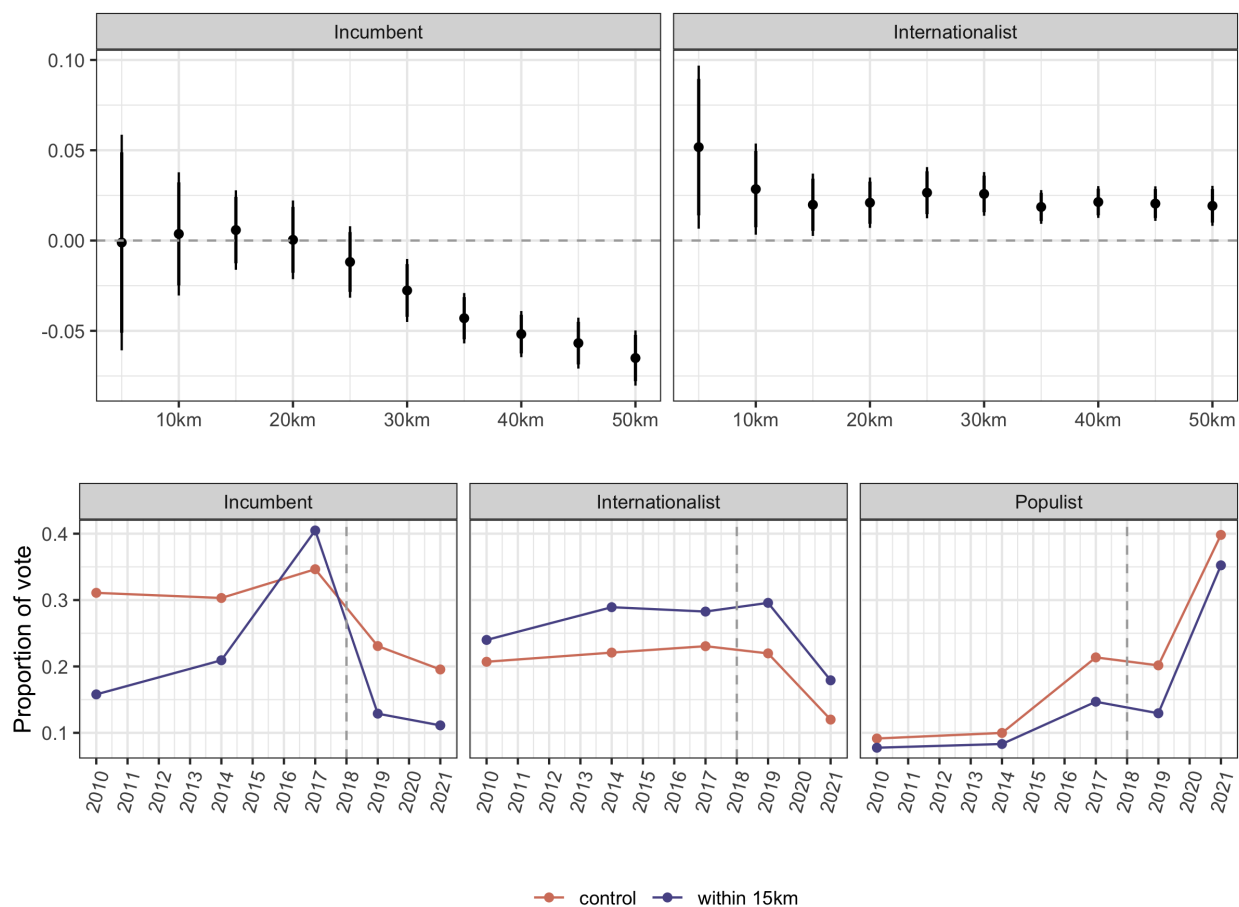 Incumbent
Internationalist
0.10
0.05
0.00
-0.05
10km 20km 30km 40km 50km
10km 20km 30km 40km 50km
Incumbent
Internationalist
Populist
Proportion of vote
0.4
0.3
0.2
0.1
2010 2011 2012 2013 2014 2015 2016 2017 2018 2019 2020 2021
2010 2011 2012 2013 2014 2015 2016 2017 2018 2019 2020 2021
2010 2011 2012 2013 2014 2015 2016 2017 2018 2019 2020 2021
control within 15km